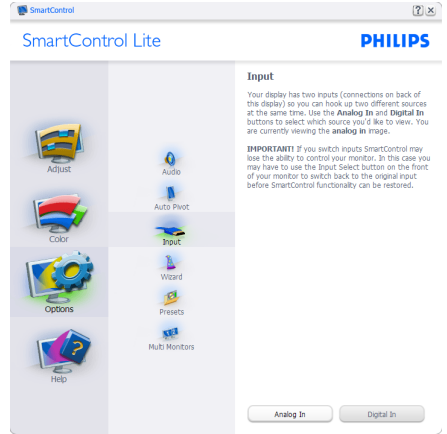 SmartControl
SmartControl Lite
PHILIPS
Adjust
Color
Options
Help
Audio
Auto Pivot
Input
Wizard
Presets
Multi Monitors
Input
Your display has two inputs (connections on back of
this display) so you can hook up two different sources
at the same time. Use the Analog In and Digital In
buttons to select which source you'd like to view. You
are currently viewing the analog in image.
IMPORTANT! If you switch inputs SmartControl may
lose the ability to control your monitor. In this case you
may have to use the Input Select button on the front
of your monitor to switch back to the original input
before SmartControl functionality can be restored.
Analog In
Digital In